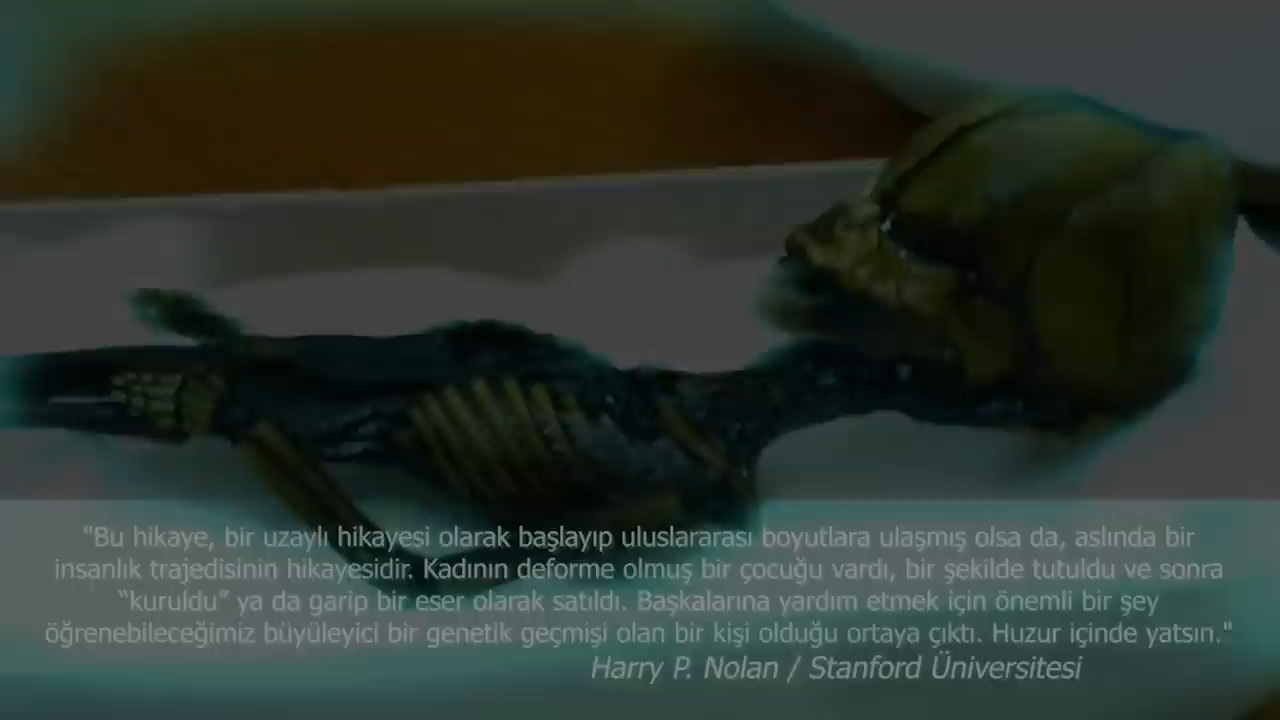 "Bu hikaye, bir uzaylı hikayesi olarak başlayıp uluslararası boyutlara ulaşmış olsa da, aslında bir
insanlık trajedisinin hikayesidir. Kadının deforme olmuş bir çocuğu vardı, bir şekilde tutuldu ve sonra
“kuruldu” ya da garip bir eser olarak satıldı. Başkalarına yardım etmek için önemli bir şey
öğrenebileceğimiz büyüleyici bir genetik geçmişi olan bir kişi olduğu ortaya çıktı. Huzur içinde yatsın."
Harry P. Nolan / Stanford Üniversitesi